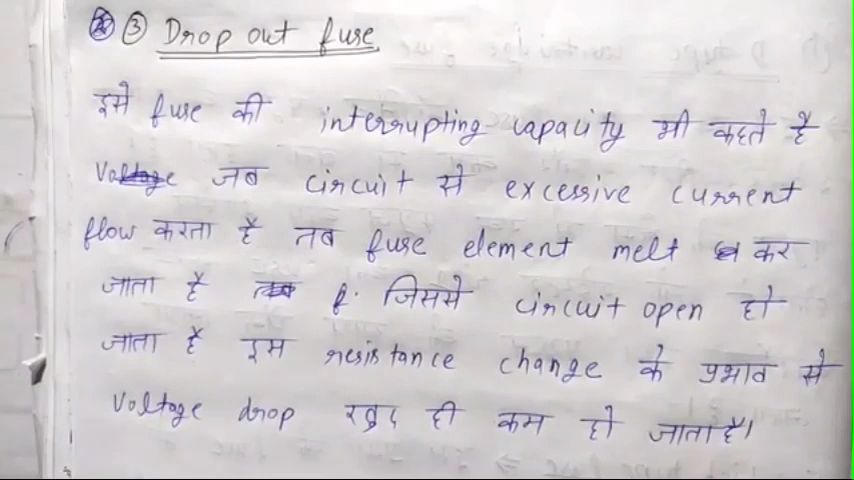 ③ Drop out fuse
इसे fuse की interrupting capacity भी कहते है
जब circuit से excessive current
flow करता है तब fuse element melt कर
जाता है जिससे circuit open हो
जाता है इस resistance change के प्रभाव से
Voltage drop खुद ही कम हो जाता है।